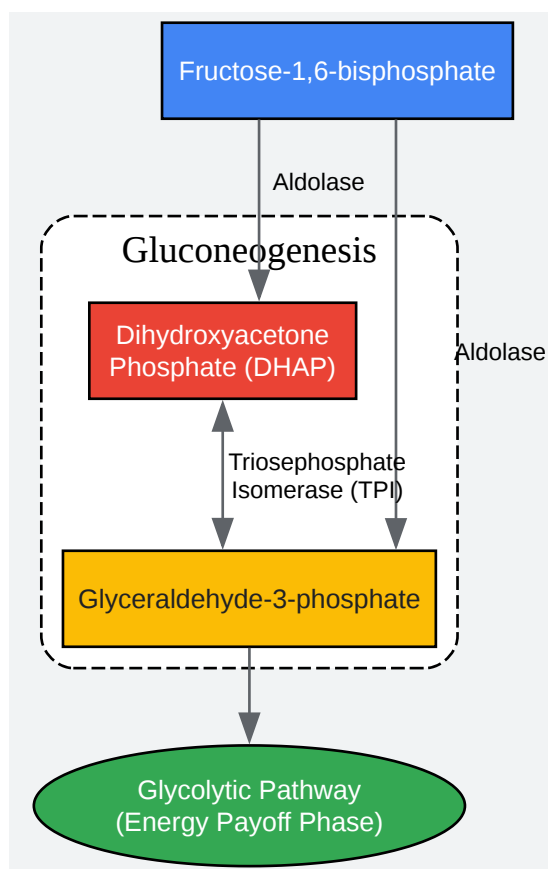 Fructose-1,6-bisphosphate
Aldolase
Gluconeogenesis
Dihydroxyacetone
Phosphate (DHAP)
Aldolase
Triosephosphate
Isomerase (TPI)
Glyceraldehyde-3-phosphate
Glycolytic Pathway
(Energy Payoff Phase)